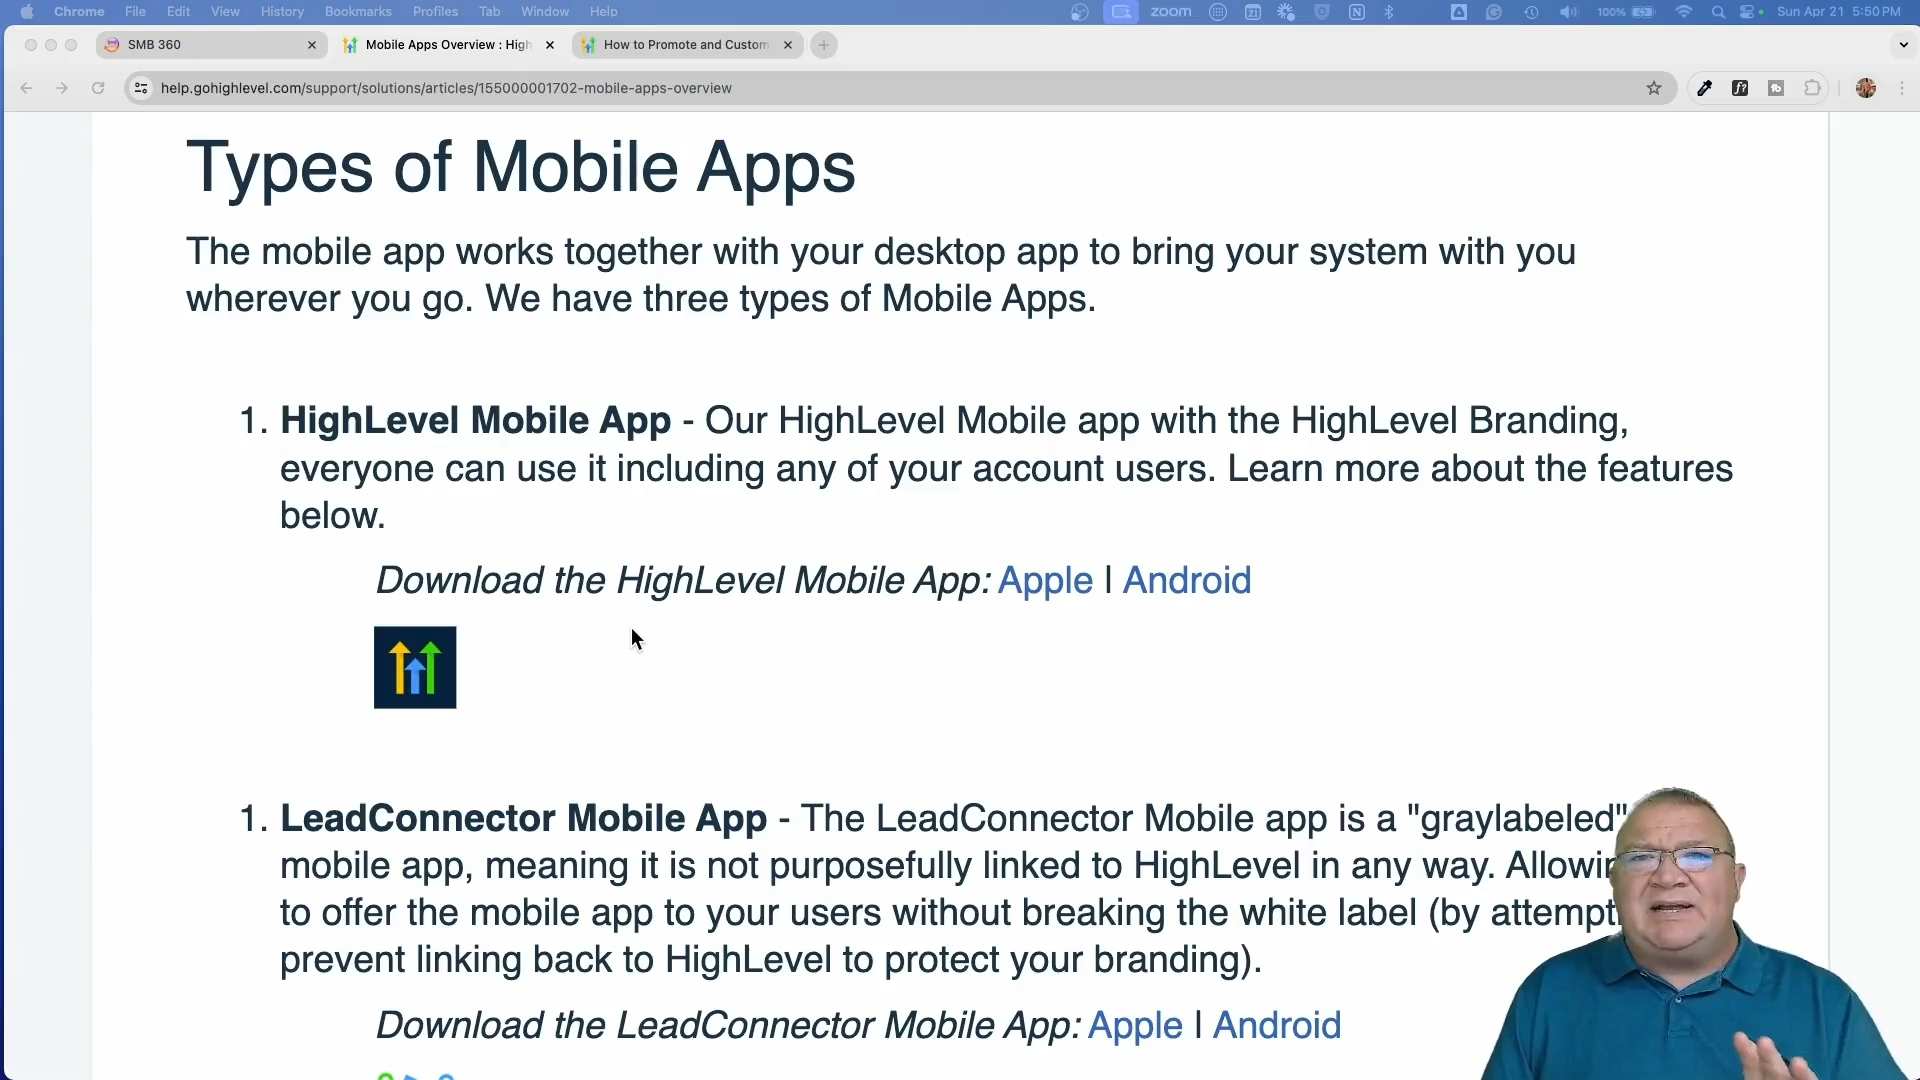 Chrome File Edit View History Bookmarks Profiles Tab Window Help zoom 21 100% Sun Apr 21 5:50 PM
SMB 360 Mobile Apps Overview : High How to Promote and Custom
help.gohighlevel.com/support/solutions/articles/155000001702-mobile-apps-overview f? tb
Types of Mobile Apps
The mobile app works together with your desktop app to bring your system with you
wherever you go. We have three types of Mobile Apps.
1. HighLevel Mobile App - Our HighLevel Mobile app with the HighLevel Branding,
everyone can use it including any of your account users. Learn more about the features
below.
Download the HighLevel Mobile App: Apple | Android
1. LeadConnector Mobile App - The LeadConnector Mobile app is a "graylabeled"
mobile app, meaning it is not purposefully linked to HighLevel in any way. Allowin
to offer the mobile app to your users without breaking the white label (by attempt
prevent linking back to HighLevel to protect your branding).
Download the LeadConnector Mobile App: Apple | Android